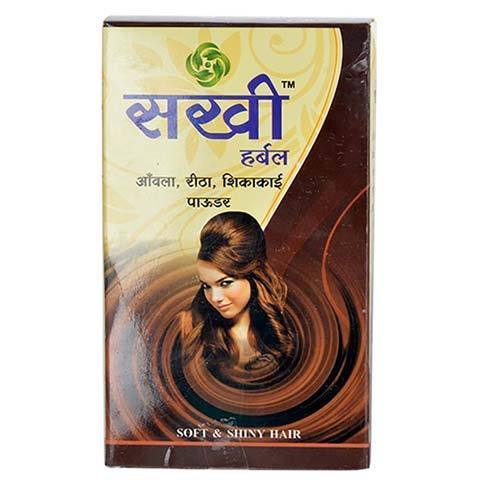 सखी™
हर्बल
आँवला, रीठा, शिकाकाई
पाऊडर
SOFT & SHINY HAIR